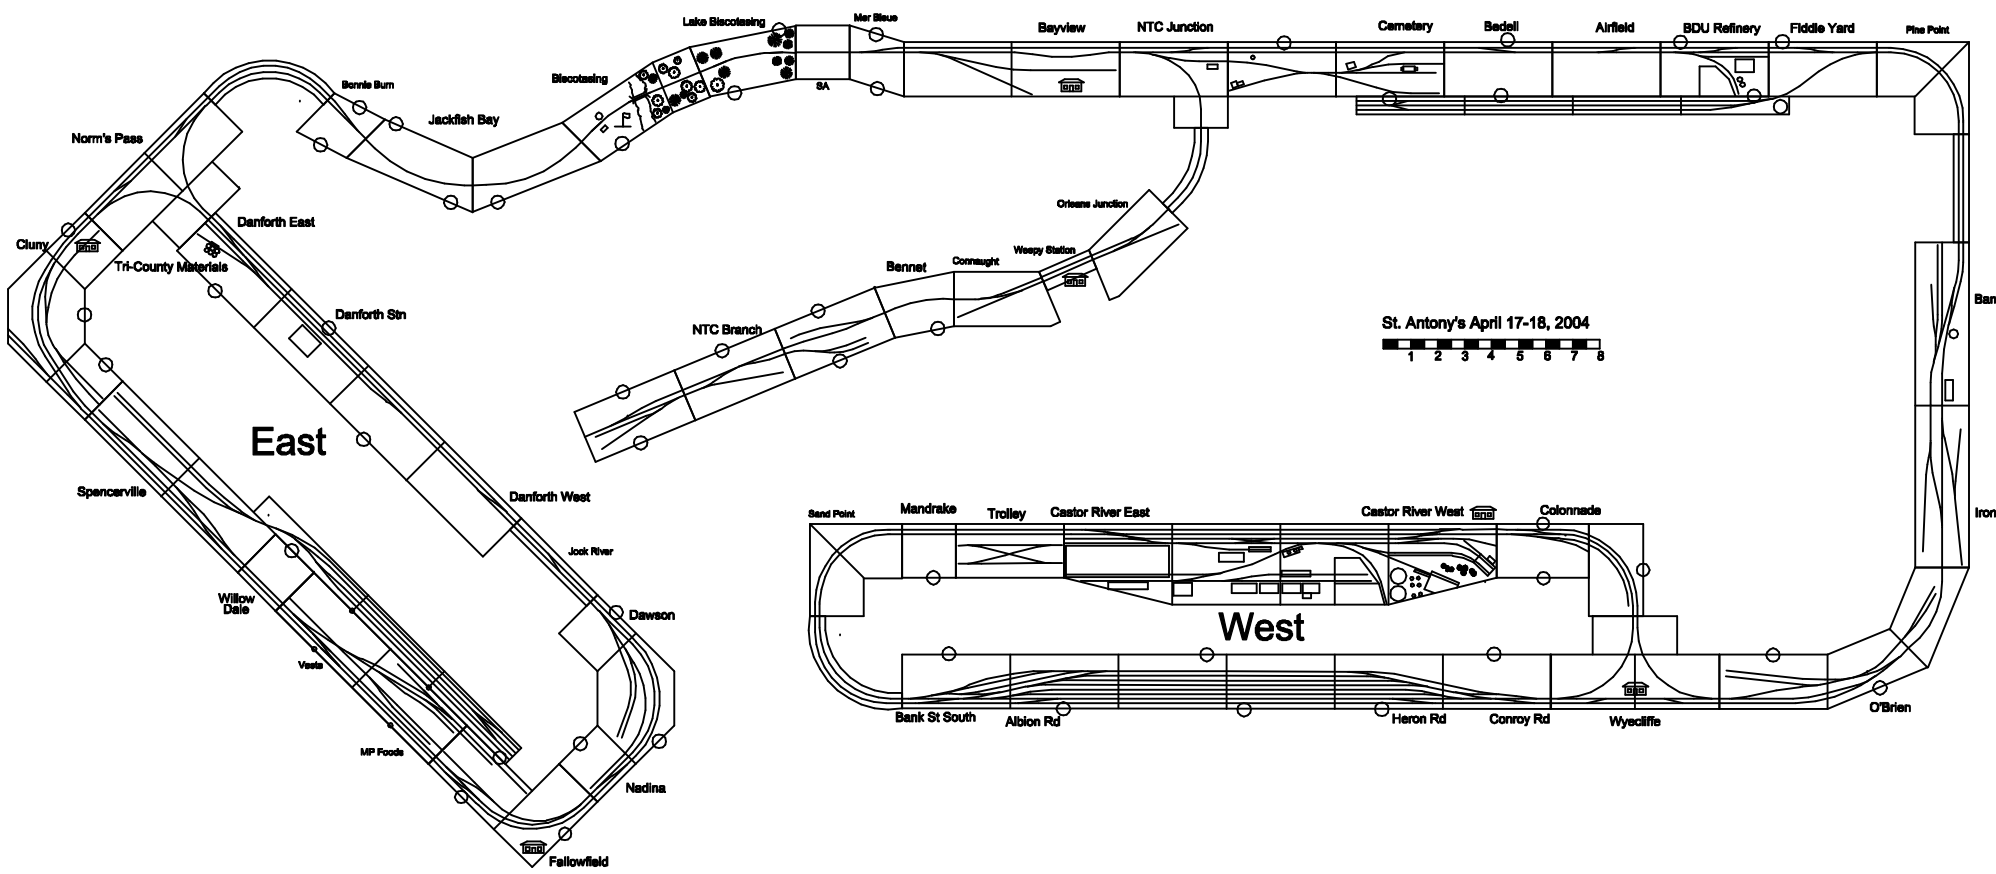 Lake Biscotasing
Mer Bleue
Bayview
NTC Junction
Cemetery
Bedell
Airfield
BDU Refinery
Fiddle Yard
Pine Point
Biscotasing
Bonnie Burn
SA
Jackfish Bay
Norm's Pass
Orleans Junction
Danforth East
Cluny
Tri-County Materials
Weepy Station
Connaught
Bennet
Danforth Stn
NTC Branch
St. Antony's April 17-18, 2004
1 2 3 4 5 6 7 8
East
Spencerville
Danforth West
Jock River
Willow
Dale
Dawson
Vests
MP Foods
Nadina
Fallowfield
Sand Point
Mandrake
Trolley
Castor River East
Castor River West
Colonnade
Iron
West
Bank St South
Albion Rd
Heron Rd
Conroy Rd
Wyecliffe
O'Brien